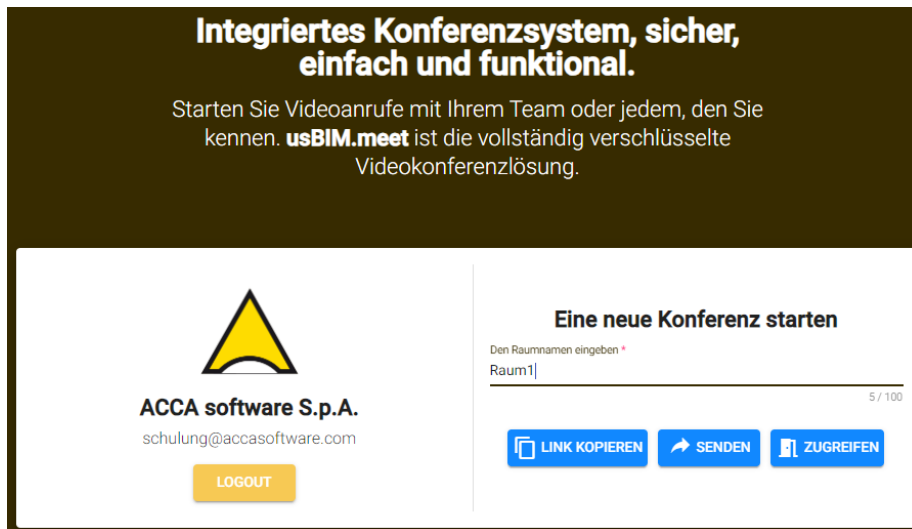 Integriertes Konferenzsystem, sicher,
einfach und funktional.
Starten Sie Videoanrufe mit Ihrem Team oder jedem, den Sie
kennen. usBIM.meet ist die vollständig verschlüsselte
Videokonferenzlösung.
ACCA software S.p.A.
schulung@accasoftware.com
LOGOUT
Eine neue Konferenz starten
Den Raumnamen eingeben *
Raum1
5 / 100
LINK KOPIEREN SENDEN ZUGREIFEN